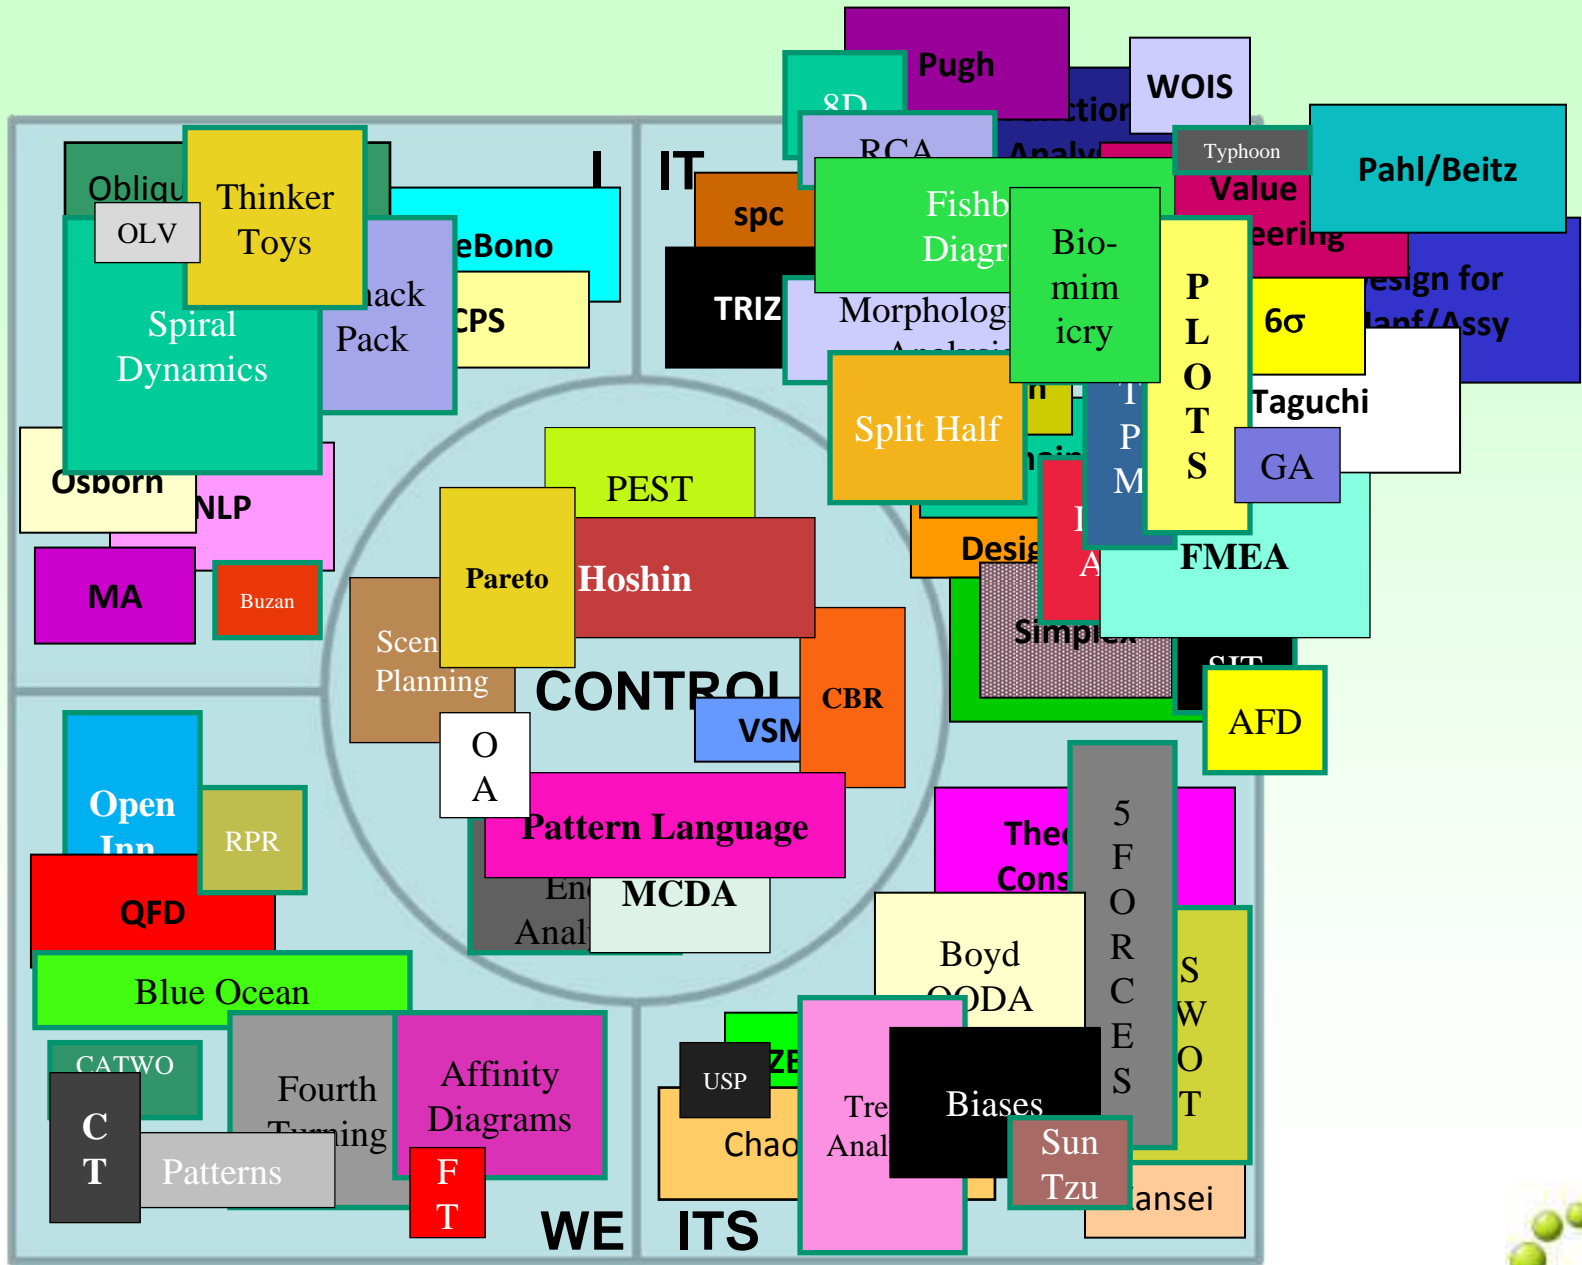 Pugh
WOIS
8D
Typhoon
RCA
Pahl/Beitz
Value
Fishb
Diagr
spc
TRIZ
Morpholog
Bio-
mim
icry
P
L
O
T
S
6σ
Taguchi
Split Half
GA
T
P
M
FMEA
Desig
Simplex
SIT
AFD
I
IT
Obliqu
OLV
Thinker
Toys
eBono
CPS
Spiral
Dynamics
Pack
Osborn
NLP
MA
Buzan
PEST
Pareto
Hoshin
Scen
Planning
CONTROL
VSM
CBR
O
A
Pattern Language
MCDA
Anal
Open
Inn
RPR
QFD
Blue Ocean
CATWO
C
T
Patterns
Fourth
Turning
Affinity
Diagrams
F
T
WE
ITS
USP
Chao
Tre
Anal
Biases
Boyd
OODA
Cons
5
F
O
R
C
E
S
S
W
O
T
Sun
Tzu
ansei